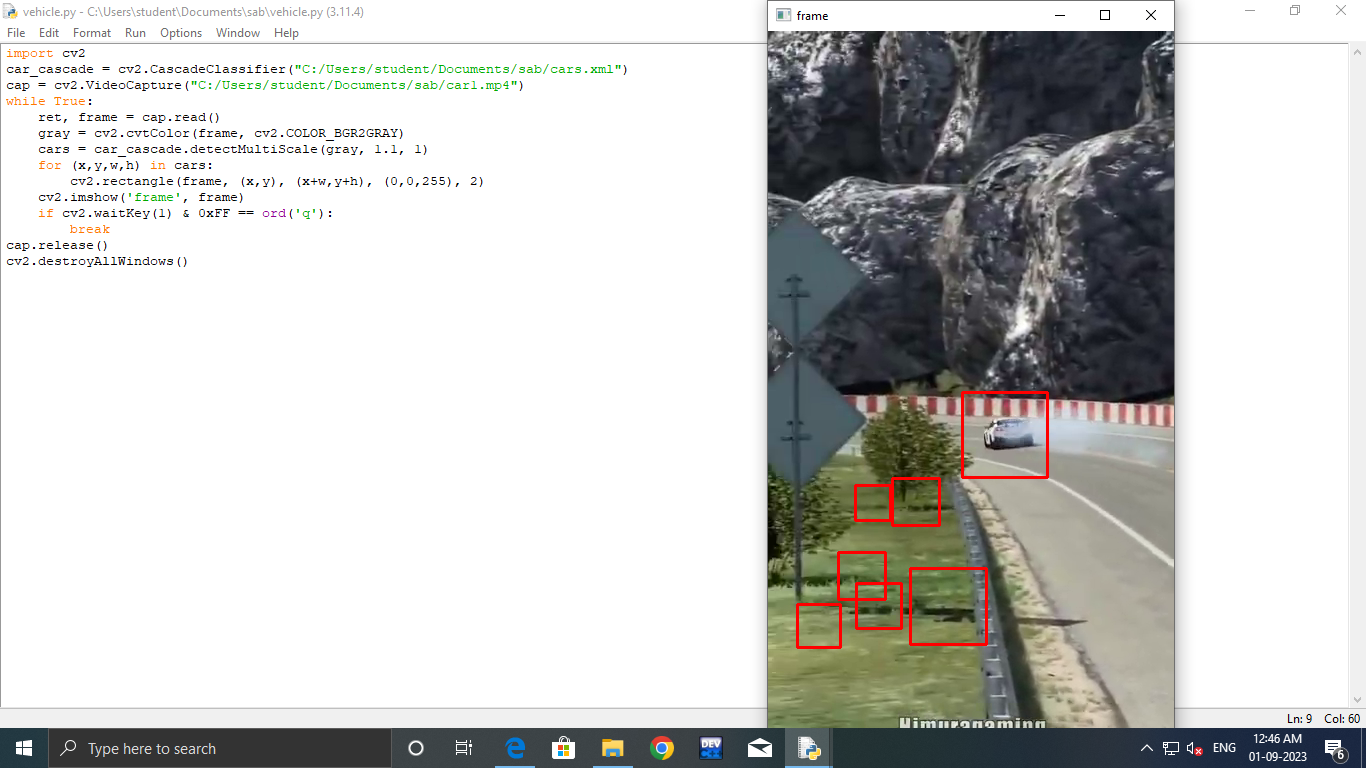 vehicle.py - C:\Users\student\Documents\sab\vehicle.py (3.11.4)
File Edit Format Run Options Window Help
import cv2
car_cascade = cv2.CascadeClassifier("C:/Users/student/Documents/sab/cars.xml")
cap = cv2.VideoCapture("C:/Users/student/Documents/sab/car1.mp4")
while True:
    ret, frame = cap.read()
    gray = cv2.cvtColor(frame, cv2.COLOR_BGR2GRAY)
    cars = car_cascade.detectMultiScale(gray, 1.1, 1)
    for (x,y,w,h) in cars:
        cv2.rectangle(frame, (x,y), (x+w,y+h), (0,0,255), 2)
    cv2.imshow('frame', frame)
    if cv2.waitKey(1) & 0xFF == ord('q'):
        break
cap.release()
cv2.destroyAllWindows()
frame
Himuragaming
Ln: 9 Col: 60
Type here to search
DEV
C++
ENG
12:46 AM
01-09-2023
6